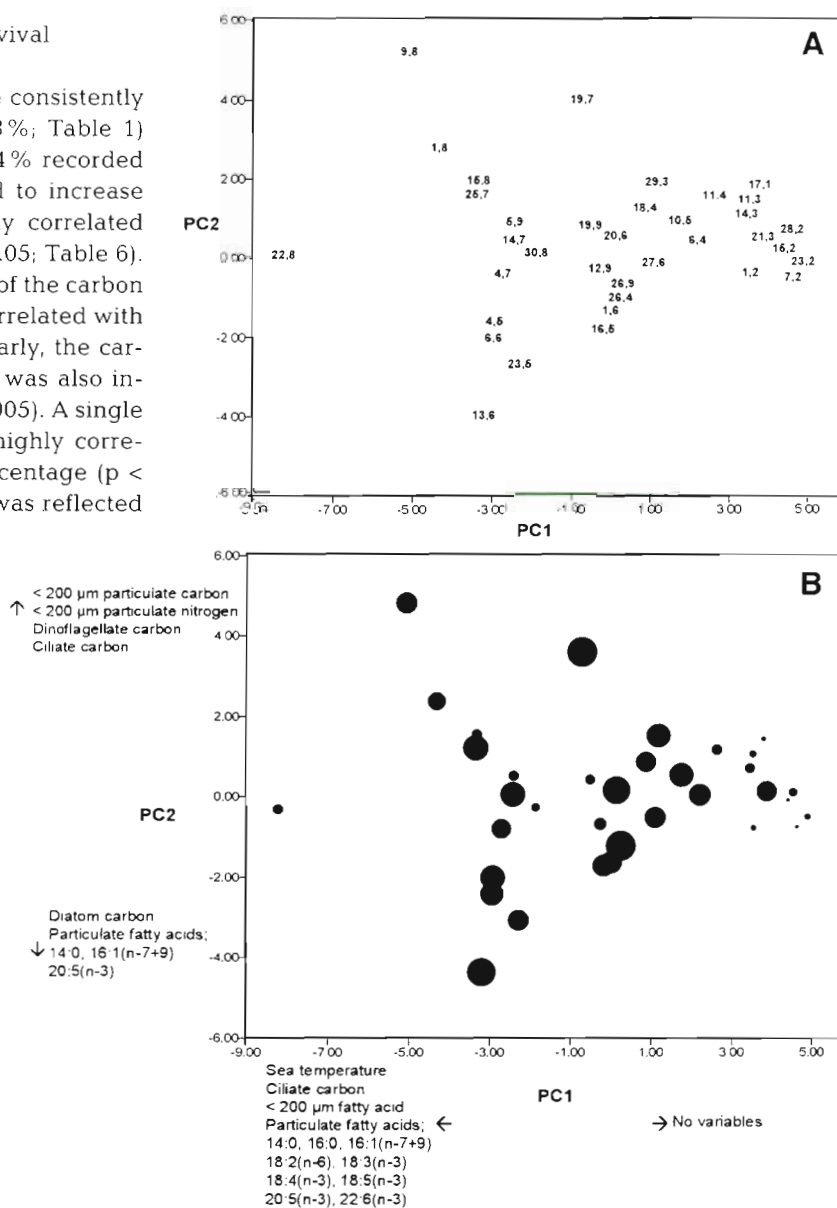 vival
consistently
3%; Table 1)
4% recorded
to increase
y correlated
.05; Table 6).
of the carbon
rrelated with
arly, the car-
was also in-
005). A single
highly corre-
centage (p <
was reflected
A
6 00
4 00
2 00
0 00
-2 00
-4 00
PC2
9,8
19,7
1,8
15,8
25,7
29,3
17,1
11,4
11,3
18,4
14,3
5,9
19,9
10,5
28,2
14,7
20,6
6,4
21,3
30,8
16,2
22,8
27,6
23,2
12,9
4,7
1,2
7,2
26,9
26,4
1,6
4,5
16,5
6,6
23,5
13,6
-7 00
-5 00
-3 00
-1 00
1 00
3 00
5 00
PC1
B
↑ < 200 µm particulate carbon
< 200 µm particulate nitrogen
Dinoflagellate carbon
Ciliate carbon
6.00
4 00
2 00
0.00
-2 00
-4 00
-6.00
PC2
Diatom carbon
Particulate fatty acids;
↓ 14·0, 16·1(n-7+9)
20:5(n-3)
-9.00
-7.00
-5.00
-3.00
-1.00
1.00
3 00
5.00
PC1
Sea temperature
Ciliate carbon
< 200 µm fatty acid
Particulate fatty acids; ←
14:0, 16:0, 16:1(n-7+9)
18·2(n-6), 18·3(n-3)
18:4(n-3), 18:5(n-3)
20·5(n-3), 22·6(n-3)
→ No variables